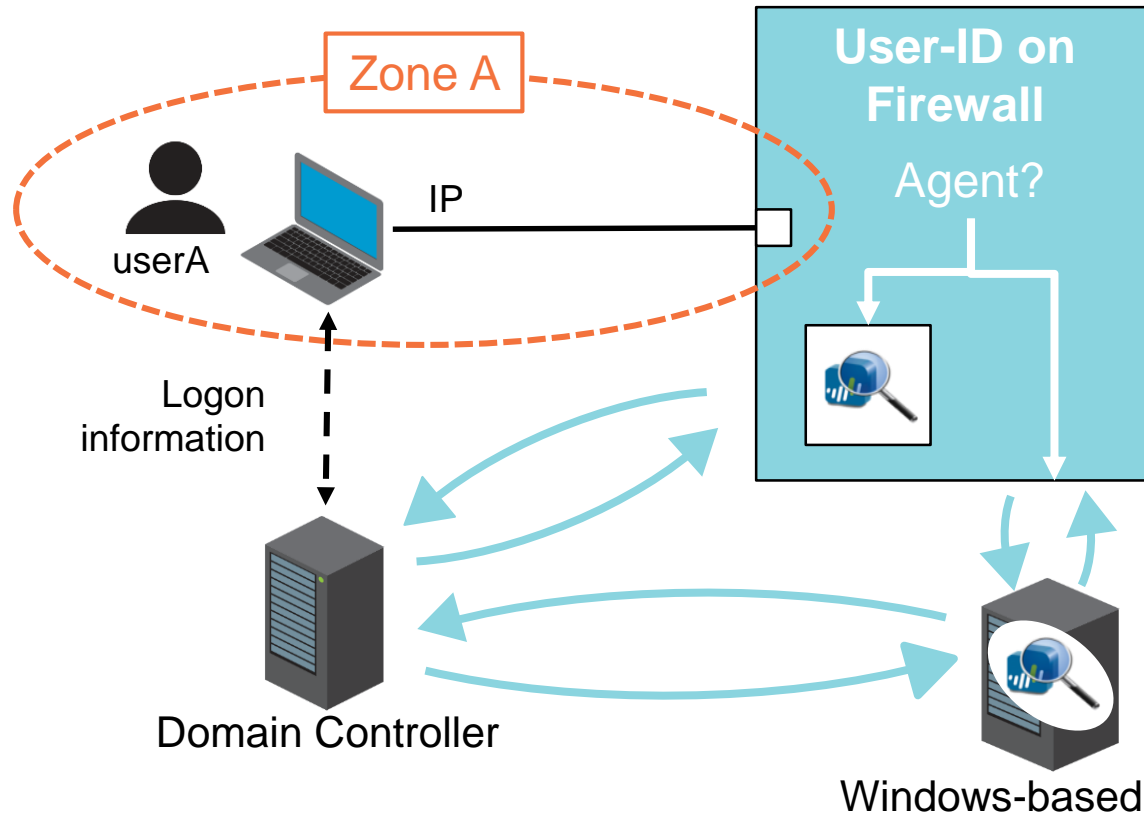 User-ID on
Firewall
Zone A
Agent?
IP
userA
Logon
information
Domain Controller
Windows-based